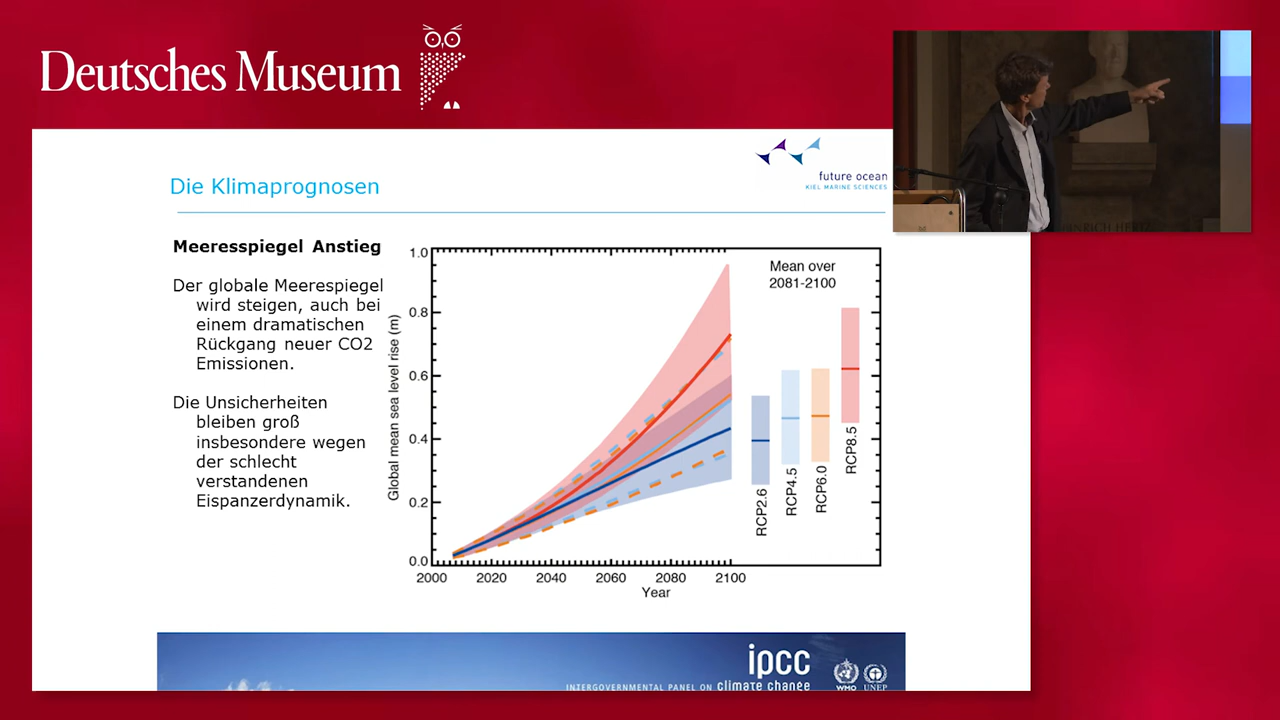 Deutsches Museum
future ocean
KIEL MARINE SCIENCES
Die Klimaprognosen
Meeresspiegel Anstieg
Der globale Meerespiegel
wird steigen, auch bei
einem dramatischen
Rückgang neuer CO2
Emissionen.
Die Unsicherheiten
bleiben groß
insbesondere wegen
der schlecht
verstandenen
Eispanzerdynamik.
Global mean sea level rise (m)
1.0
0.8
0.6
0.4
0.2
0.0
2000 2020 2040 2060 2080 2100
Year
Mean over
2081-2100
RCP2.6
RCP4.5
RCP6.0
RCP8.5
ipcc
INTERGOVERNMENTAL PANEL ON climate change
WMO UNEP
HEINRICH HERTZ